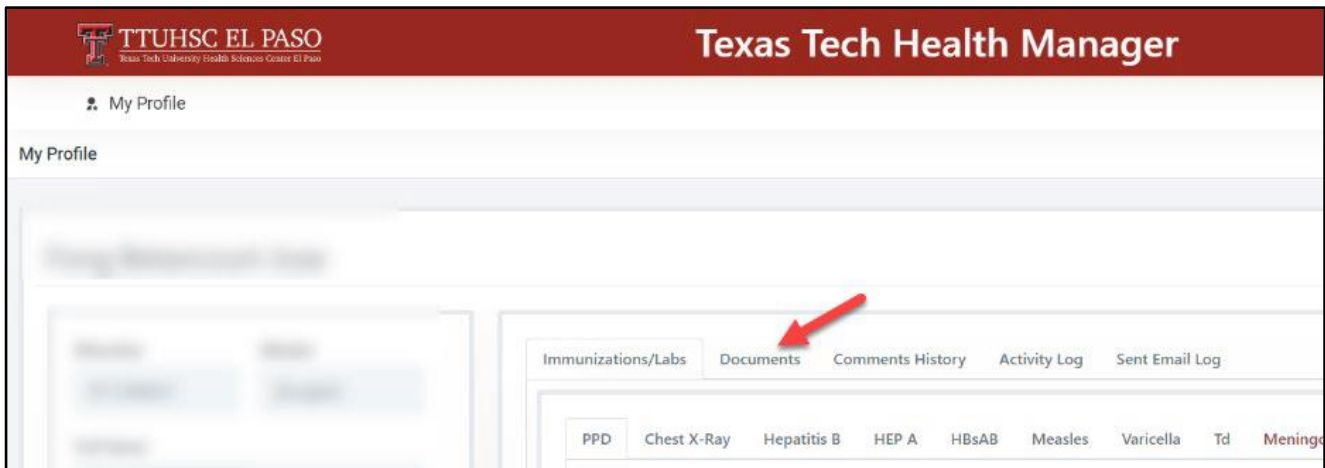 TTUHSC EL PASO
Texas Tech University Health Sciences Center El Paso
Texas Tech Health Manager
My Profile
My Profile
Immunizations/Labs Documents Comments History Activity Log Sent Email Log
PPD Chest X-Ray Hepatitis B HEP A HBsAB Measles Varicella Td Meningo